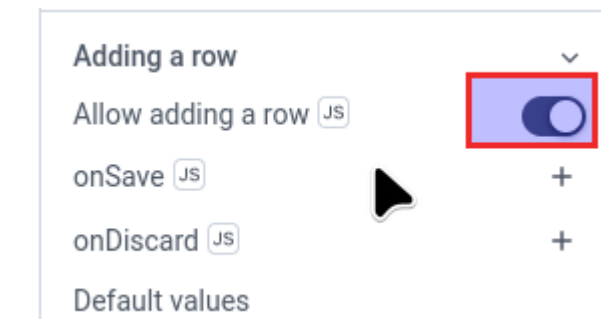 Adding a row
Allow adding a row JS
onSave JS
onDiscard JS
Default values